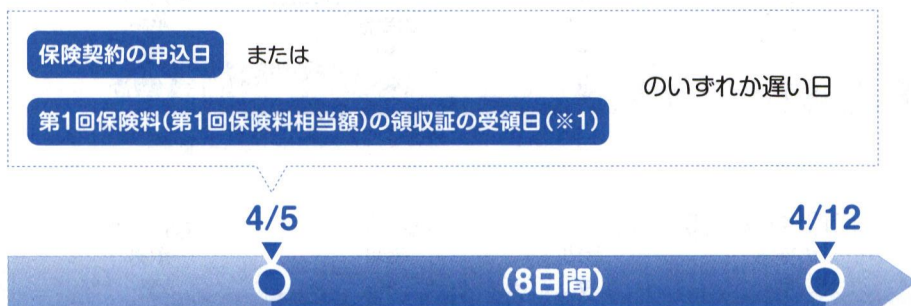 保険契約の申込日 または
のいずれか遅い日
第1回保険料(第1回保険料相当額)の領収証の受領日(※1)
4/5 4/12
(8日間)